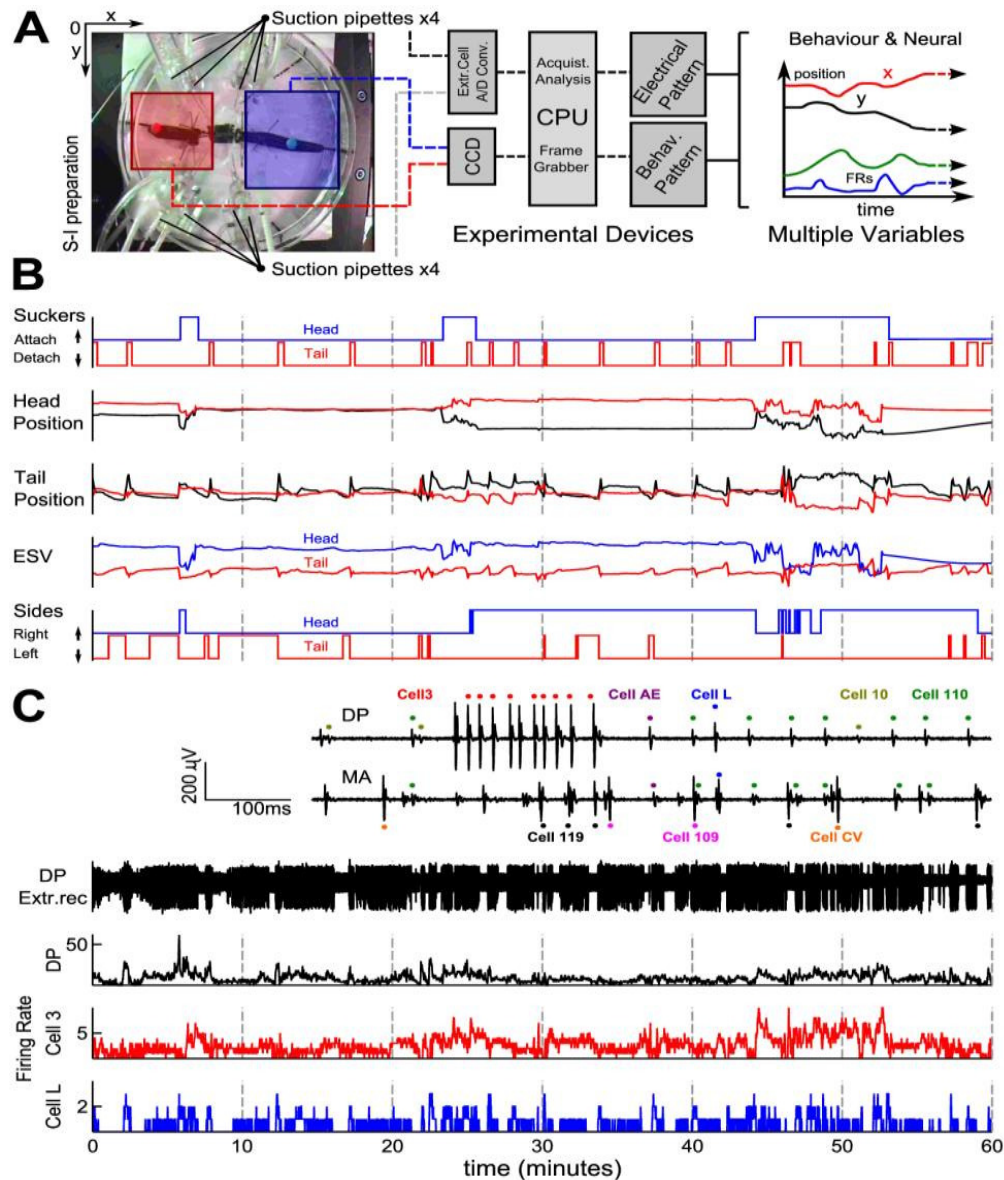 A
0 x
y
S-I preparation
Suction pipettes x4
Suction pipettes x4
Extr.Cell
A/D Conv.
CCD
Acquist.
Analysis
CPU
Frame
Grabber
Electrical
Pattern
Behav.
Pattern
Experimental Devices
Behaviour & Neural
position
x
y
FRs
time
Multiple Variables
B
Suckers
Attach
Detach
Head
Tail
Head
Position
Tail
Position
ESV
Head
Tail
Sides
Right
Left
Head
Tail
C
Cell3 Cell AE Cell L Cell 10 Cell 110
DP
MA
200 µV
100ms
Cell 119 Cell 109 Cell CV
DP
Extr.rec
50
DP
Firing Rate
5
Cell 3
2
Cell L
0 10 20 30 40 50 60
time (minutes)